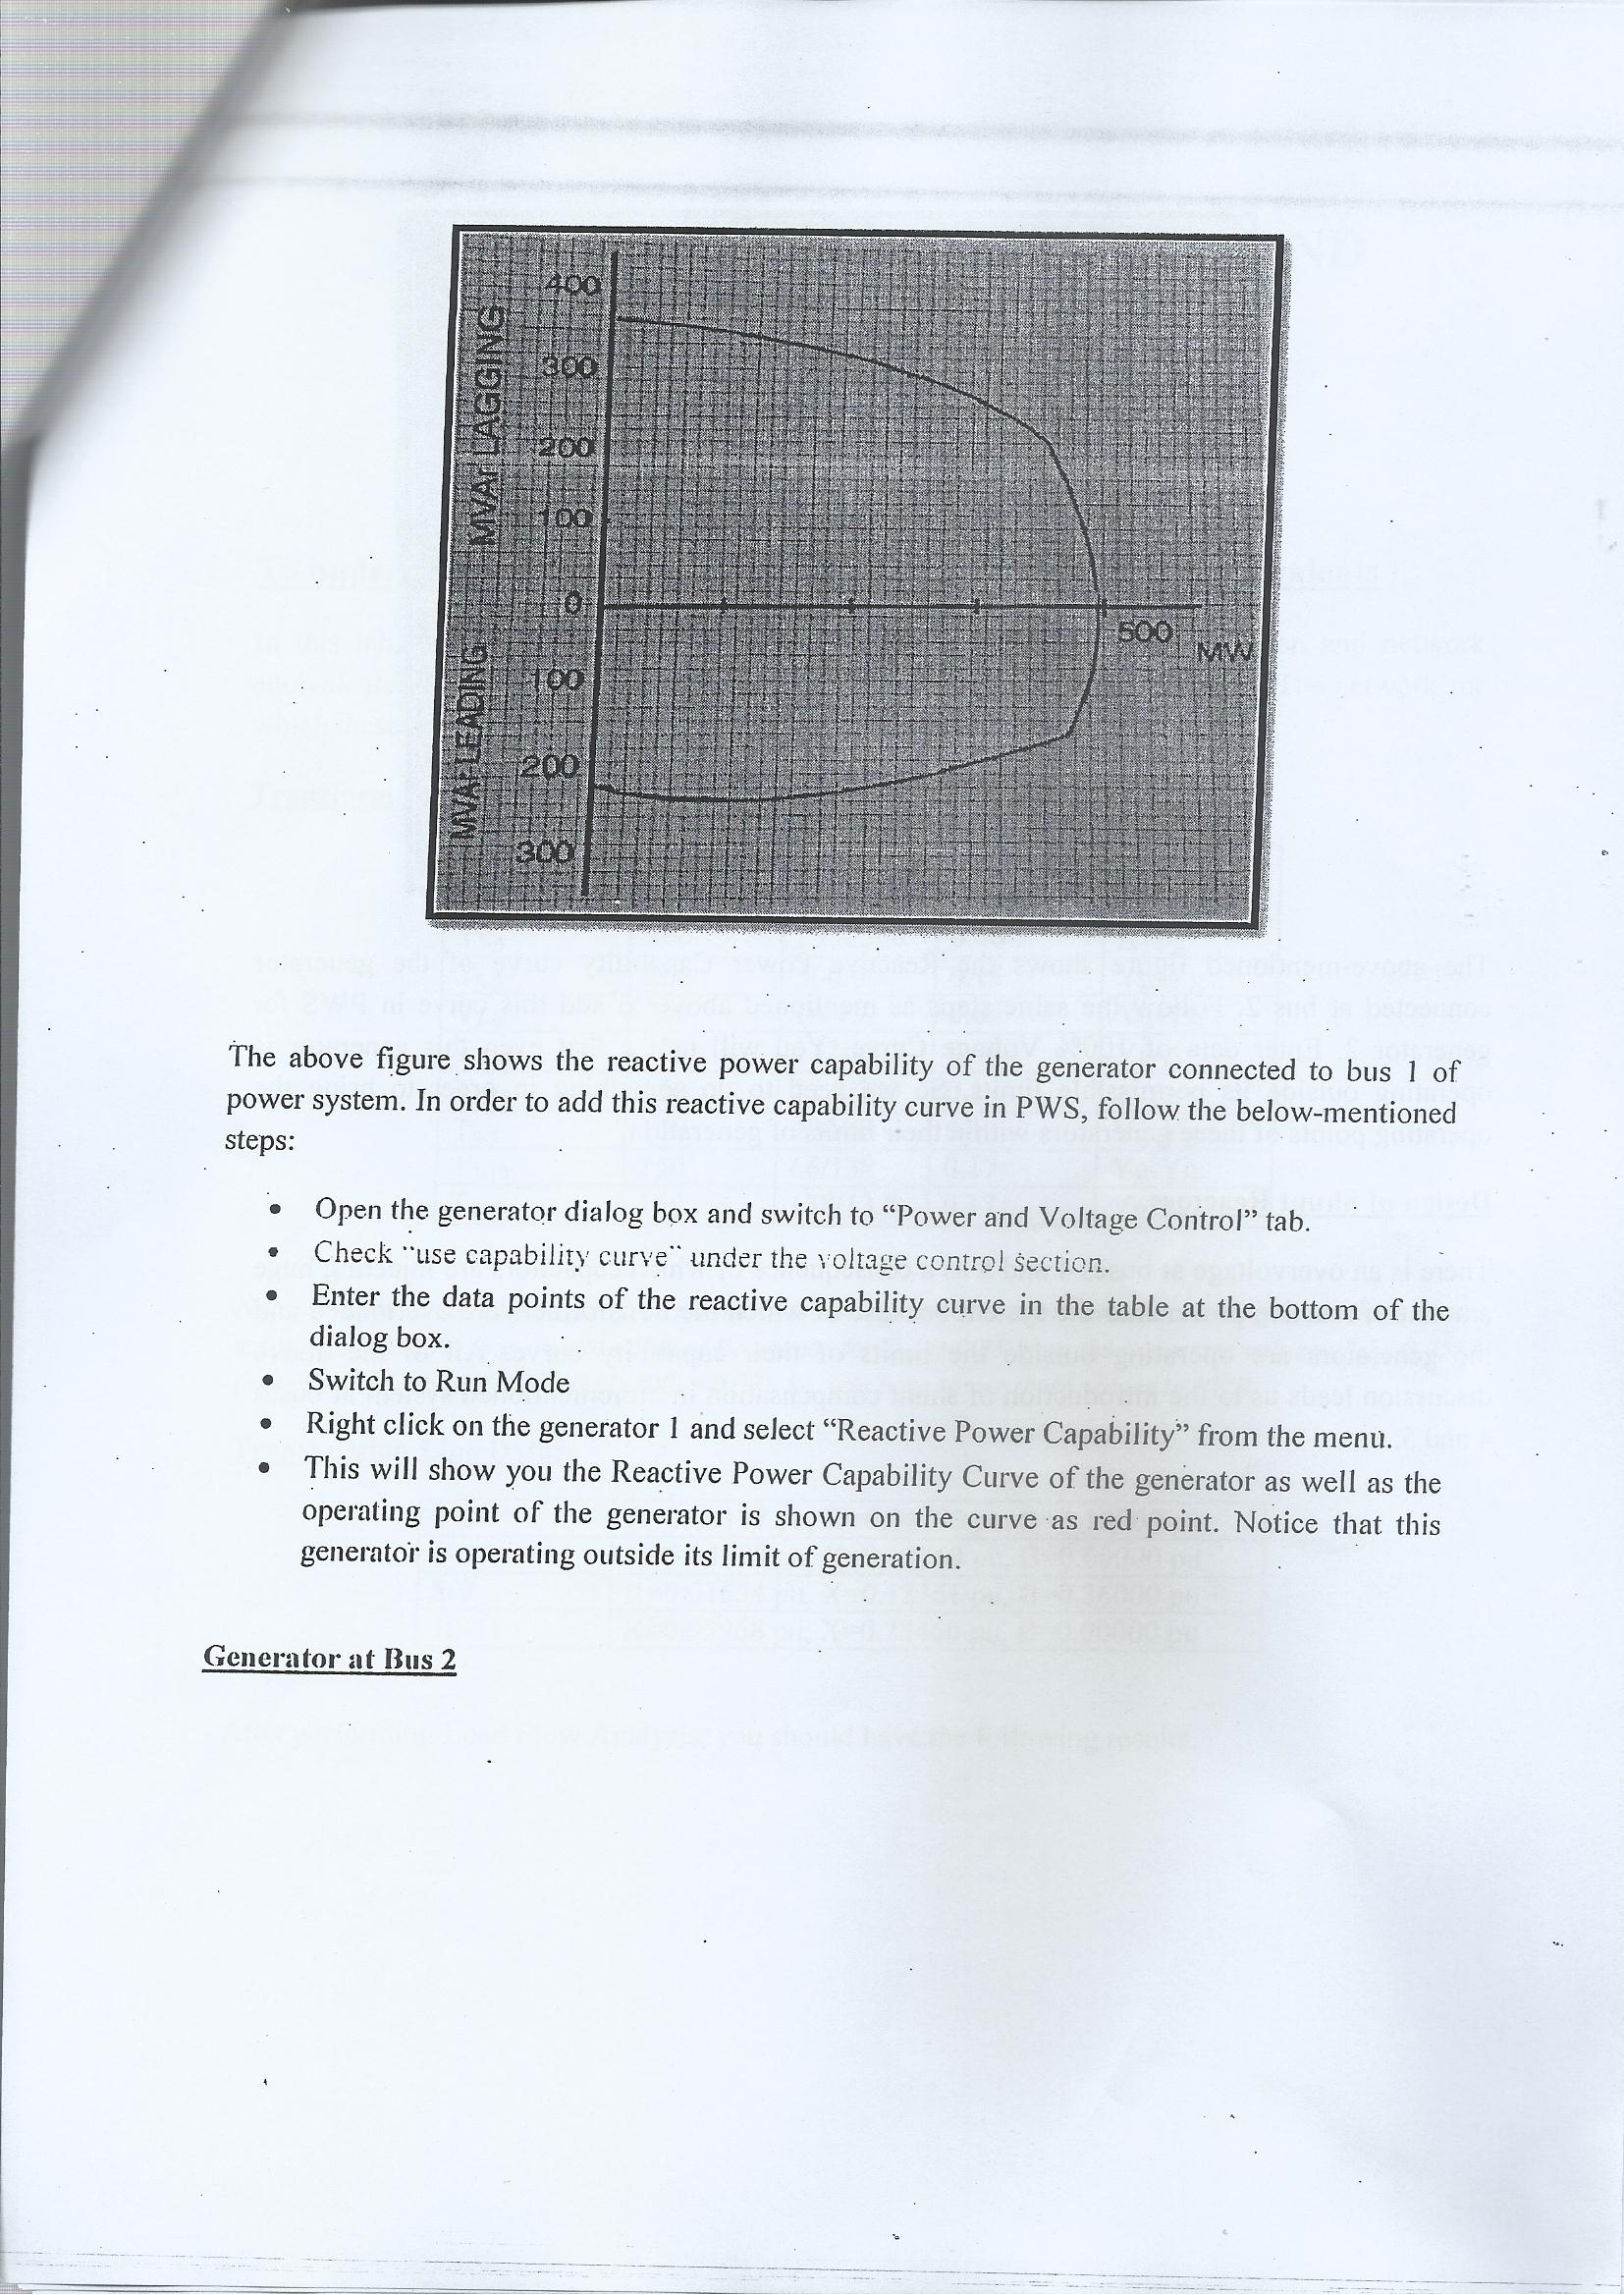 400
300
200
100
0
100
200
300
MVAr LAGGING
MVAr LEADING
500
MW
The above figure shows the reactive power capability of the generator connected to bus 1 of
power system. In order to add this reactive capability curve in PWS, follow the below-mentioned
steps:
• Open the generator dialog box and switch to “Power and Voltage Control” tab.
• Check “use capability curve” under the voltage control section.
• Enter the data points of the reactive capability curve in the table at the bottom of the
dialog box.
• Switch to Run Mode
• Right click on the generator 1 and select “Reactive Power Capability” from the menu.
• This will show you the Reactive Power Capability Curve of the generator as well as the
operating point of the generator is shown on the curve as red point. Notice that this
generator is operating outside its limit of generation.
Generator at Bus 2